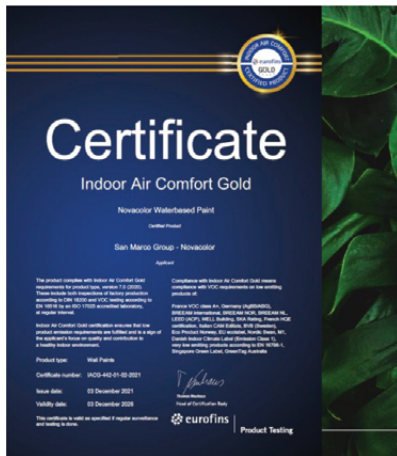 INDOOR AIR COMFORT
eurofins
GOLD
CERTIFIED PRODUCT
Certificate
Indoor Air Comfort Gold
Novacolor Waterbased Paint
Certified Product
San Marco Group - Novacolor
Applicant
The product complies with Indoor Air Comfort Gold
requirements for product type, version 7.0 (2020).
These include both inspections of factory production
according to DIN 18200 and VOC testing according to
EN 16516 by an ISO 17025 accredited laboratory,
at regular interval.
Indoor Air Comfort Gold certification ensures that low
product emission requirements are fulfilled and is a sign of
the applicant's focus on quality and contribution to
a healthy indoor environment.
Compliance with Indoor Air Comfort Gold means
compliance with VOC requirements on low emitting
products of:
France VOC class A+, Germany (AgBB/ABG),
BREEAM International, BREEAM NOR, BREEAM NL,
LEED (ACP), WELL Building, SKA Rating, French HQE
certification, Italian CAM Edilizia, BVB (Sweden),
Eco Product Norway, EU ecolabel, Nordic Swan, M1,
Danish Indoor Climate Label (Emission Class 1),
very low emitting products according to EN 16798-1,
Singapore Green Label, GreenTag Australia
Product type: Wall Paints
Certificate number: IACG-442-01-02-2021
Issue date: 03 December 2021
Validity date: 03 December 2026
This certificate is valid as specified if regular surveillance
and testing is done.
Thomas Neuhaus
Head of Certification Body
eurofins
Product Testing